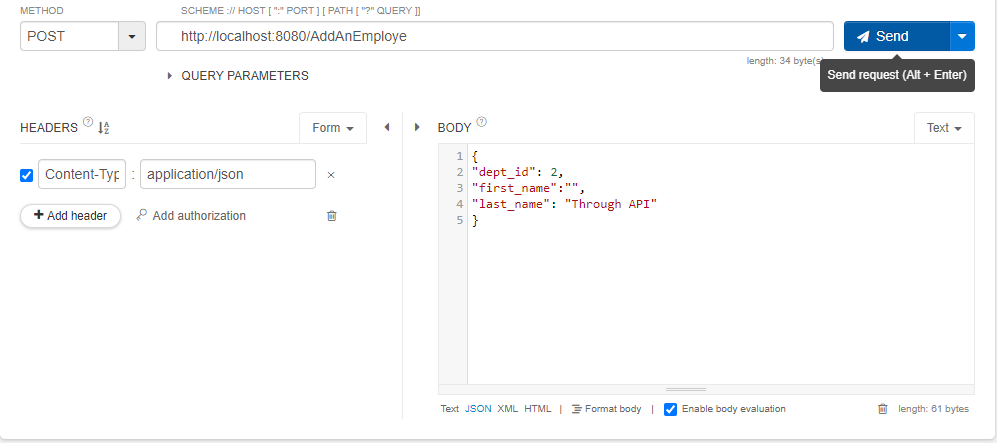 METHOD
SCHEME :// HOST [ ":" PORT ] [ PATH [ "?" QUERY ]]
POST
http://localhost:8080/AddAnEmploye
Send
length: 34 byte(s)
Send request (Alt + Enter)
QUERY PARAMETERS
HEADERS ?
Form
BODY ?
Text
Content-Typ : application/json ×
+ Add header
Add authorization
1 {
2 "dept_id": 2,
3 "first_name":"",
4 "last_name": "Through API"
5 }
Text JSON XML HTML | Format body | Enable body evaluation
length: 61 bytes